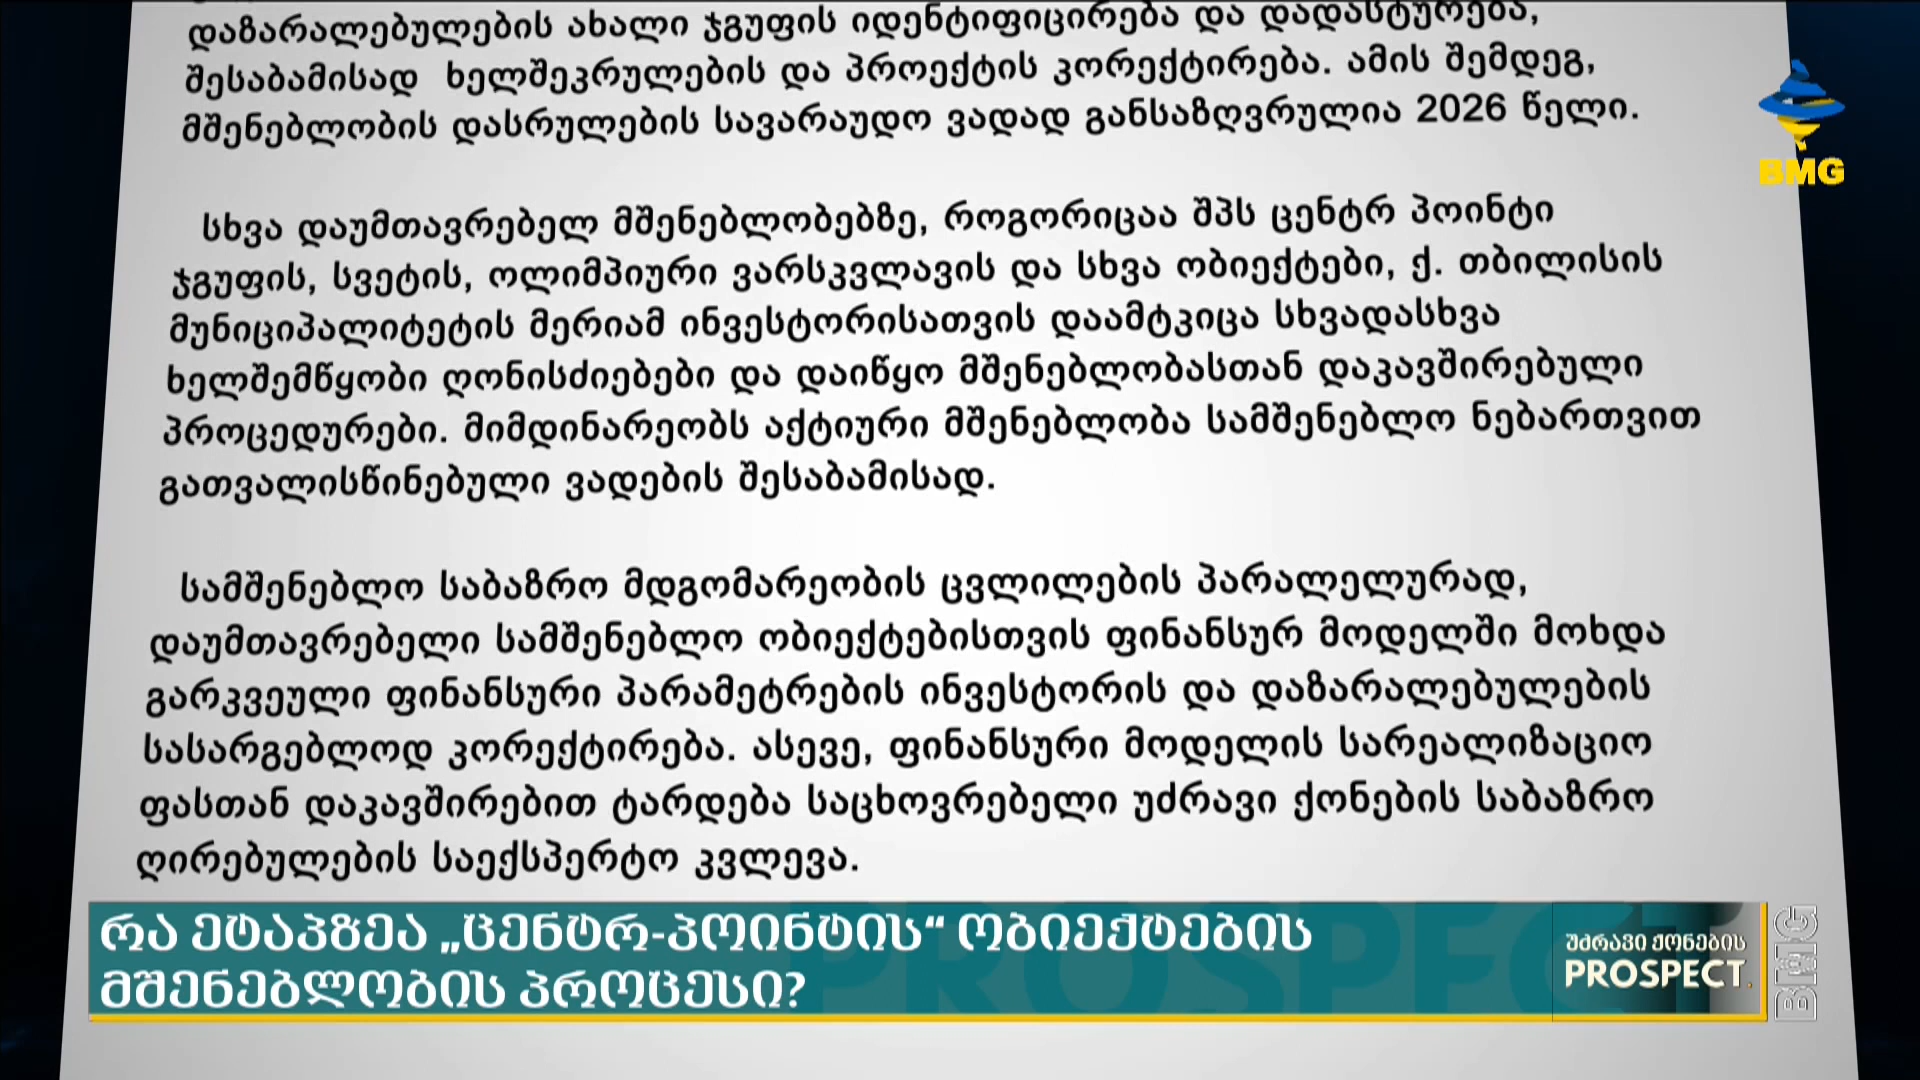 დაზარალებულების ახალი ჯგუფის იდენტიფიცირება და დადასტურება,
შესაბამისად ხელშეკრულების და პროექტის კორექტირება. ამის შემდეგ,
მშენებლობის დასრულების სავარაუდო ვადად განსაზღვრულია 2026 წელი.
BMG
სხვა დაუმთავრებელ მშენებლობებზე, როგორიცაა შპს ცენტრ პოინტი
ჯგუფის, სვეტის, ოლიმპიური ვარსკვლავის და სხვა ობიექტები, ქ. თბილისის
მუნიციპალიტეტის მერიამ ინვესტორისათვის დაამტკიცა სხვადასხვა
ხელშემწყობი ღონისძიებები და დაიწყო მშენებლობასთან დაკავშირებული
პროცედურები. მიმდინარეობს აქტიური მშენებლობა სამშენებლო ნებართვით
გათვალისწინებული ვადების შესაბამისად.
სამშენებლო საბაზრო მდგომარეობის ცვლილების პარალელურად,
დაუმთავრებელი სამშენებლო ობიექტებისთვის ფინანსურ მოდელში მოხდა
გარკვეული ფინანსური პარამეტრების ინვესტორის და დაზარალებულების
სასარგებლოდ კორექტირება. ასევე, ფინანსური მოდელის სარეალიზაციო
ფასთან დაკავშირებით ტარდება საცხოვრებელი უძრავი ქონების საბაზრო
ღირებულების საექსპერტო კვლევა.
რა ეტაპზეა „ცენტრ-პოინტის“ ობიექტების
მშენებლობის პროცესი?
უძრავი ქონების
PROSPECT.
BMG